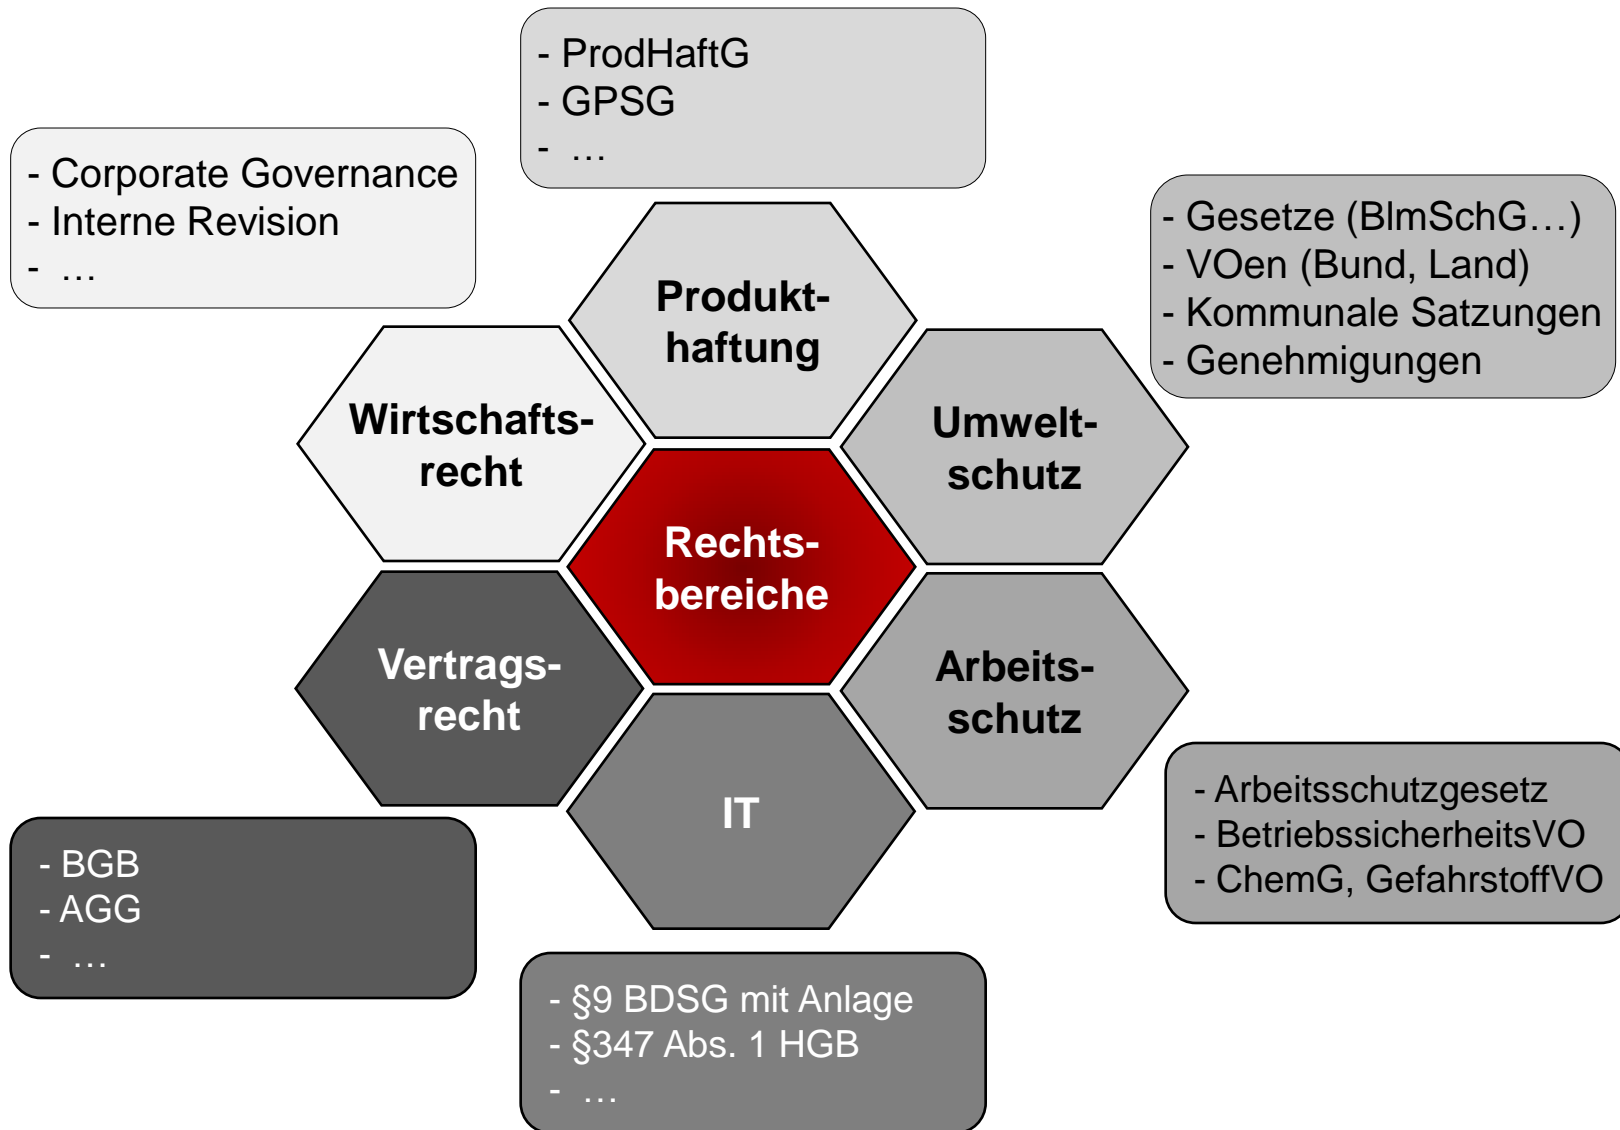 - ProdHaftG
- GPSG
- …
- Corporate Governance
- Interne Revision
- …
- Gesetze (BlmSchG…)
- VOen (Bund, Land)
- Kommunale Satzungen
- Genehmigungen
Produkt-
haftung
Wirtschafts-
recht
Umwelt-
schutz
Rechts-
bereiche
Vertrags-
recht
Arbeits-
schutz
IT
- Arbeitsschutzgesetz
- BetriebssicherheitsVO
- ChemG, GefahrstoffVO
- BGB
- AGG
- …
- §9 BDSG mit Anlage
- §347 Abs. 1 HGB
- …